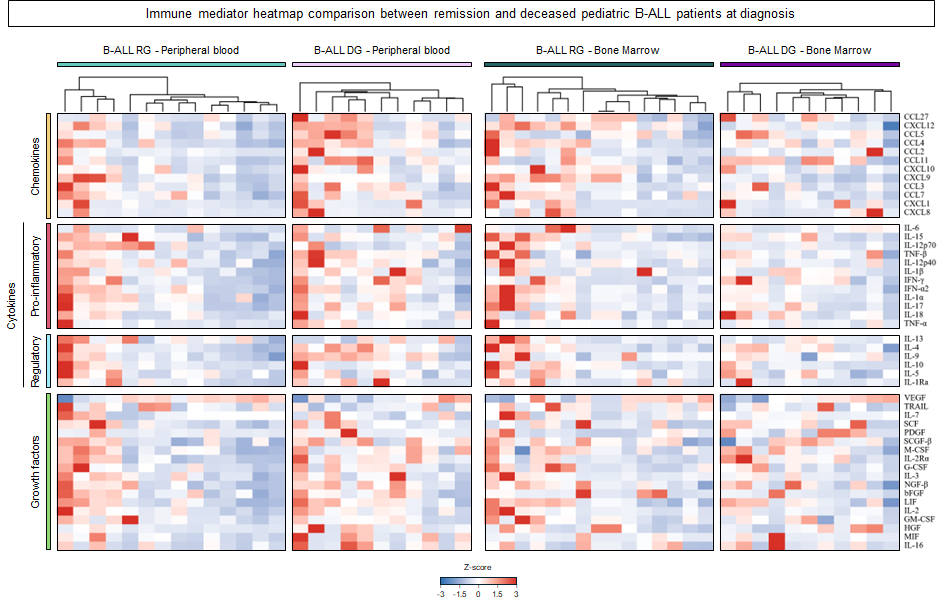 Immune mediator heatmap comparison between remission and deceased pediatric B-ALL patients at diagnosis
B-ALL RG - Peripheral blood
B-ALL DG - Peripheral blood
B-ALL RG - Bone Marrow
B-ALL DG - Bone Marrow
Chemokines
CCL27
CXCL12
CCL5
CCL4
CCL2
CCL11
CXCL10
CXCL9
CCL3
CCL7
CXCL1
CXCL8
Cytokines
Pro-inflammatory
IL-6
IL-15
IL-12p70
TNF-β
IL-12p40
IL-1β
IFN-γ
IFN-α2
IL-1α
IL-17
IL-18
TNF-α
Regulatory
IL-13
IL-4
IL-9
IL-10
IL-5
IL-1Ra
Growth factors
VEGF
TRAIL
IL-7
SCF
PDGF
SCGF-β
M-CSF
IL-2Rα
G-CSF
IL-3
NGF-β
bFGF
LIF
IL-2
GM-CSF
HGF
MIF
IL-16
Z-score
-3 -1.5 0 1.5 3